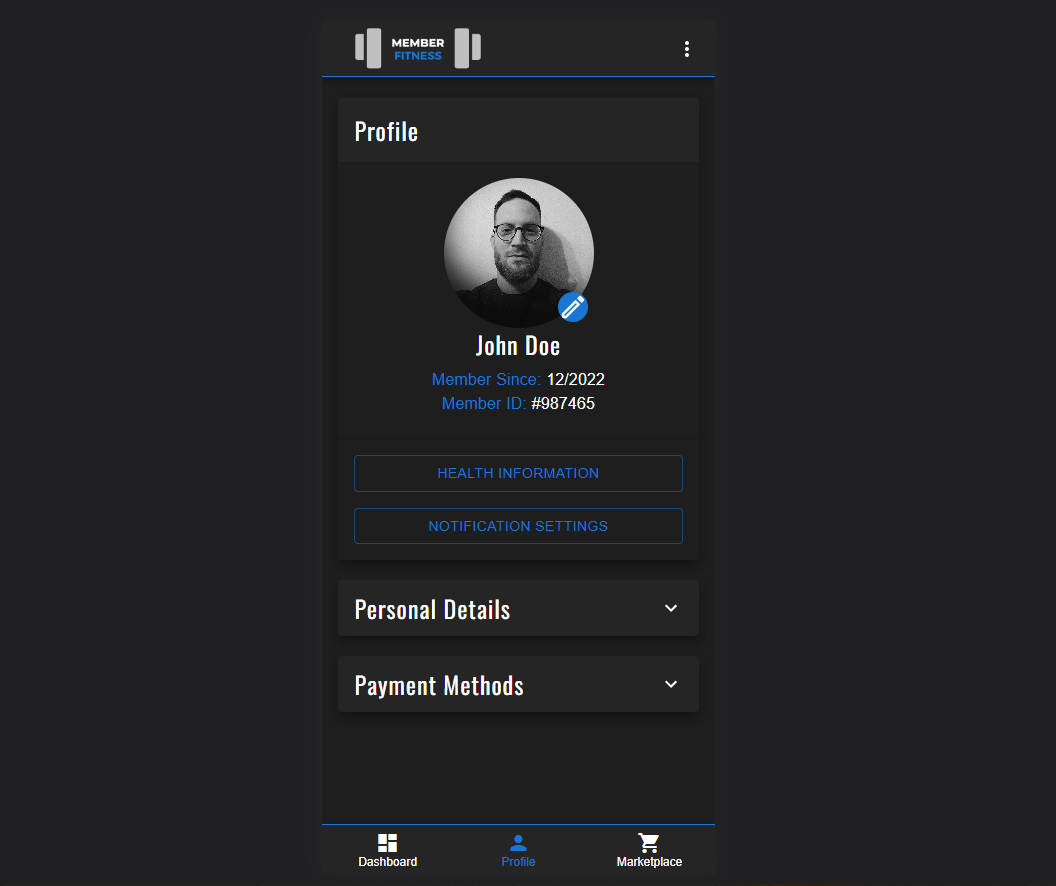 MEMBER
FITNESS
Profile
John Doe
Member Since: 12/2022
Member ID: #987465
HEALTH INFORMATION
NOTIFICATION SETTINGS
Personal Details
Payment Methods
Dashboard
Profile
Marketplace